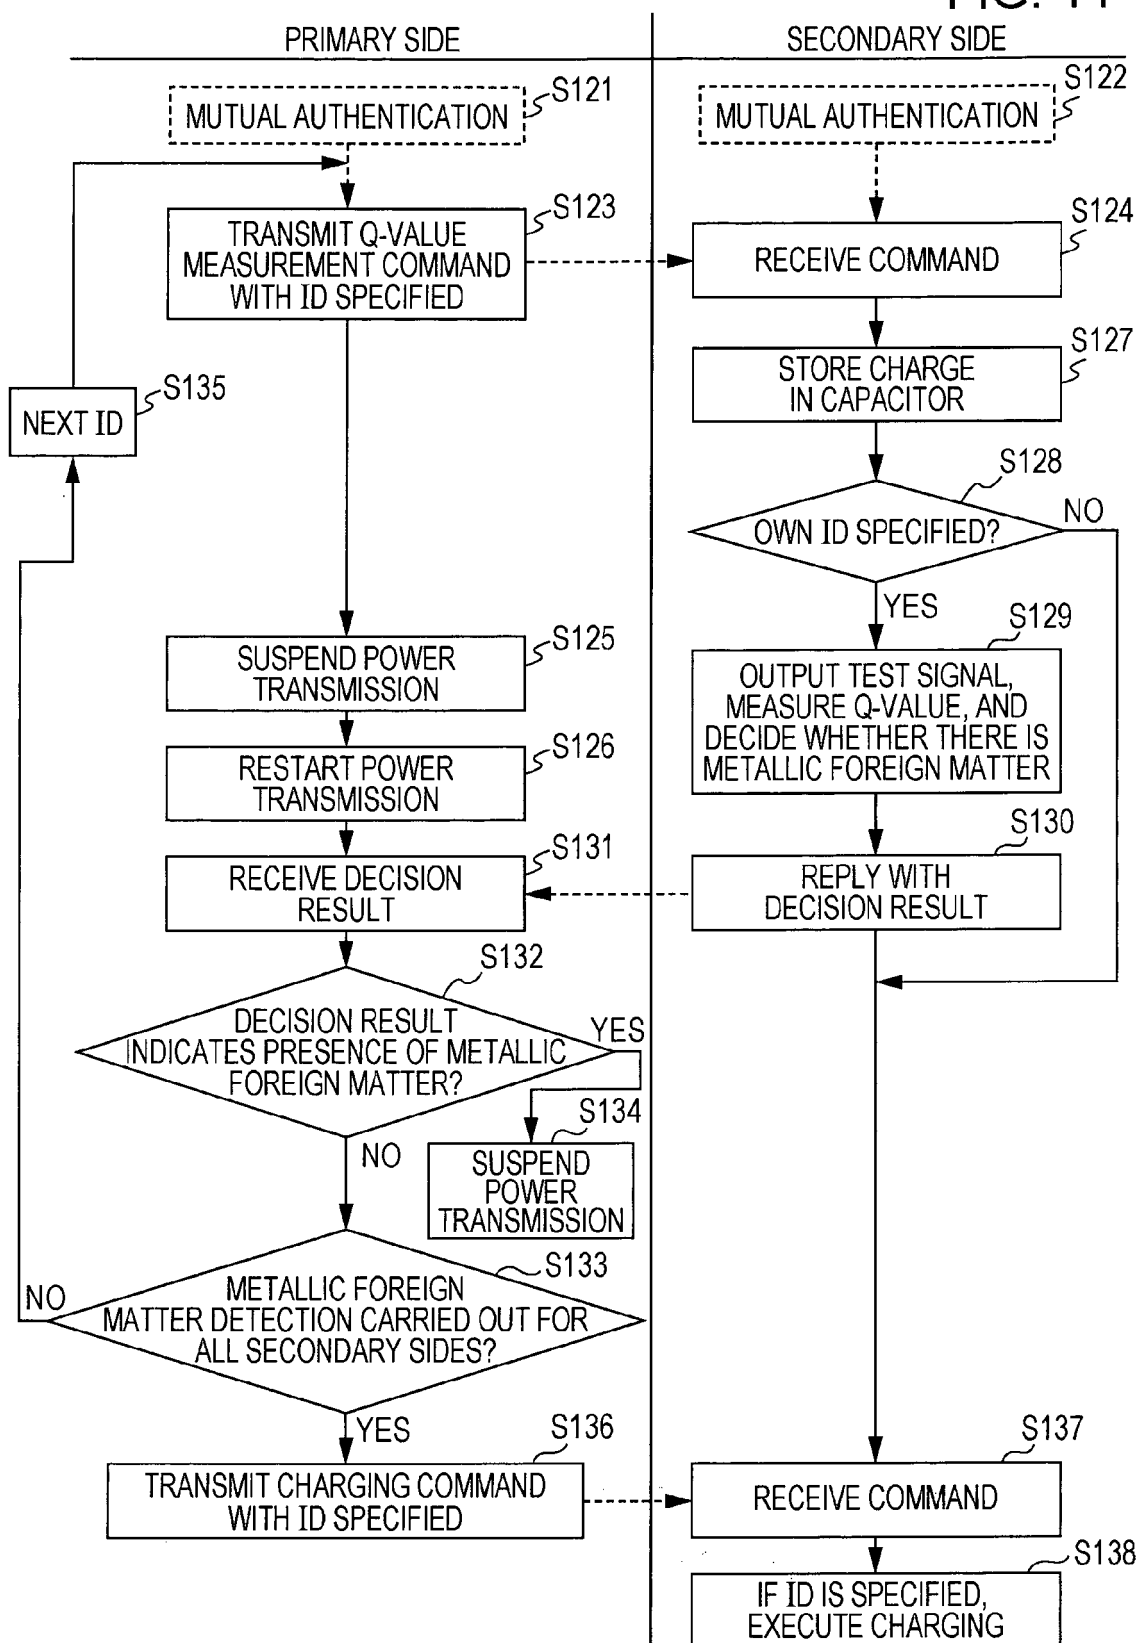 FIG. 11
PRIMARY SIDE
SECONDARY SIDE
S121
MUTUAL AUTHENTICATION
S122
MUTUAL AUTHENTICATION
S123
TRANSMIT Q-VALUE
MEASUREMENT COMMAND
WITH ID SPECIFIED
S124
RECEIVE COMMAND
S127
STORE CHARGE
IN CAPACITOR
S135
NEXT ID
S128
OWN ID SPECIFIED?
NO
YES
S125
SUSPEND POWER
TRANSMISSION
S129
OUTPUT TEST SIGNAL,
MEASURE Q-VALUE, AND
DECIDE WHETHER THERE IS
METALLIC FOREIGN MATTER
S126
RESTART POWER
TRANSMISSION
S131
RECEIVE DECISION
RESULT
S130
REPLY WITH
DECISION RESULT
S132
DECISION RESULT
INDICATES PRESENCE OF METALLIC
FOREIGN MATTER?
YES
NO
S134
SUSPEND
POWER
TRANSMISSION
S133
METALLIC FOREIGN
MATTER DETECTION CARRIED OUT FOR
ALL SECONDARY SIDES?
NO
YES
S136
TRANSMIT CHARGING COMMAND
WITH ID SPECIFIED
S137
RECEIVE COMMAND
S138
IF ID IS SPECIFIED,
EXECUTE CHARGING